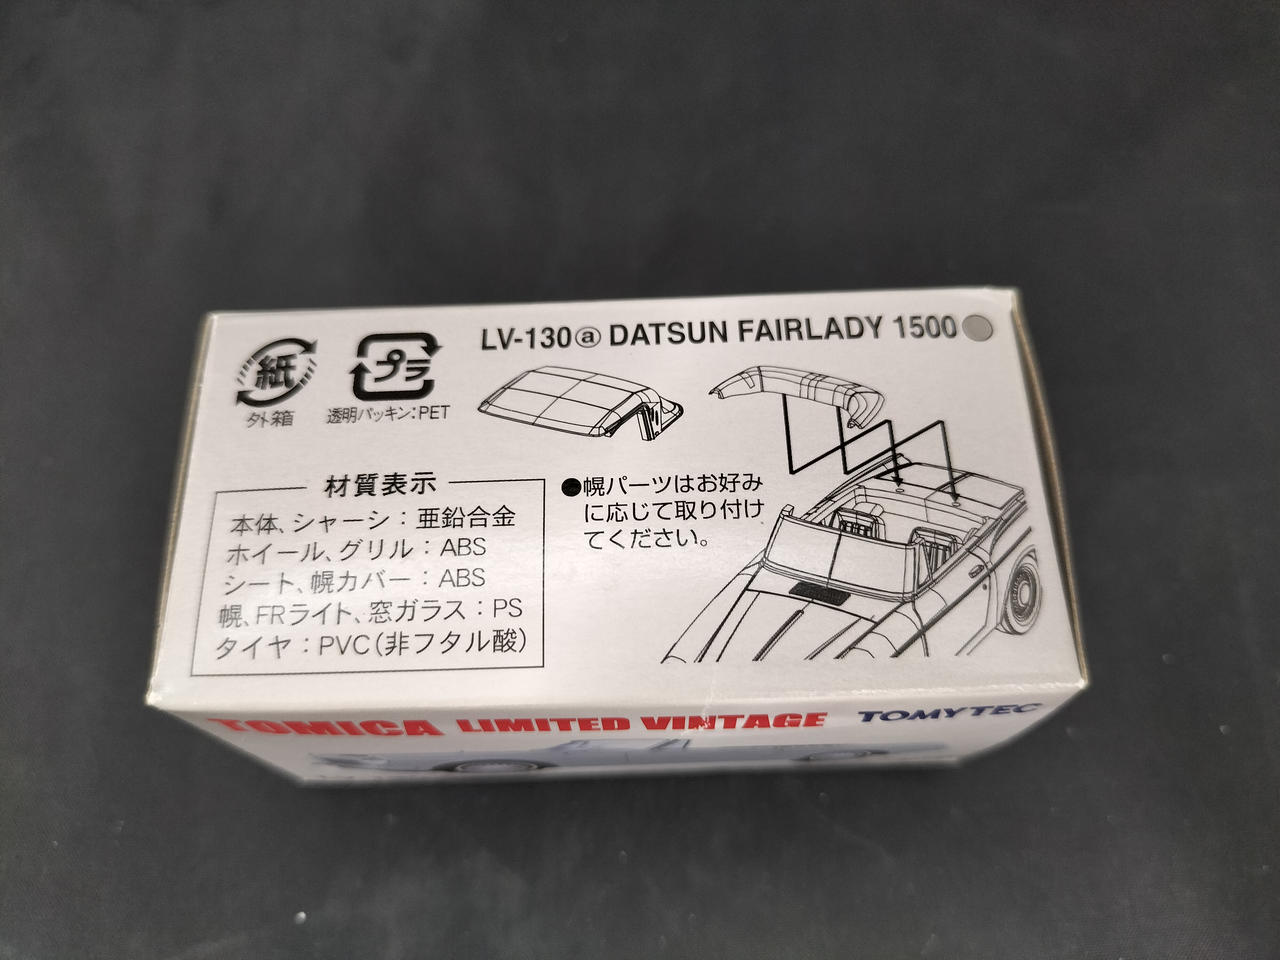 LV-130ⓐ DATSUN FAIRLADY 1500
紙
外箱
プラ
透明パッキン:PET
●幌パーツはお好み
に応じて取り付け
てください。
材質表示
本体、シャーシ:亜鉛合金
ホイール、グリル:ABS
シート、幌カバー:ABS
幌、FRライト、窓ガラス:PS
タイヤ:PVC(非フタル酸)
TOMICA LIMITED VINTAGE TOMYTEC